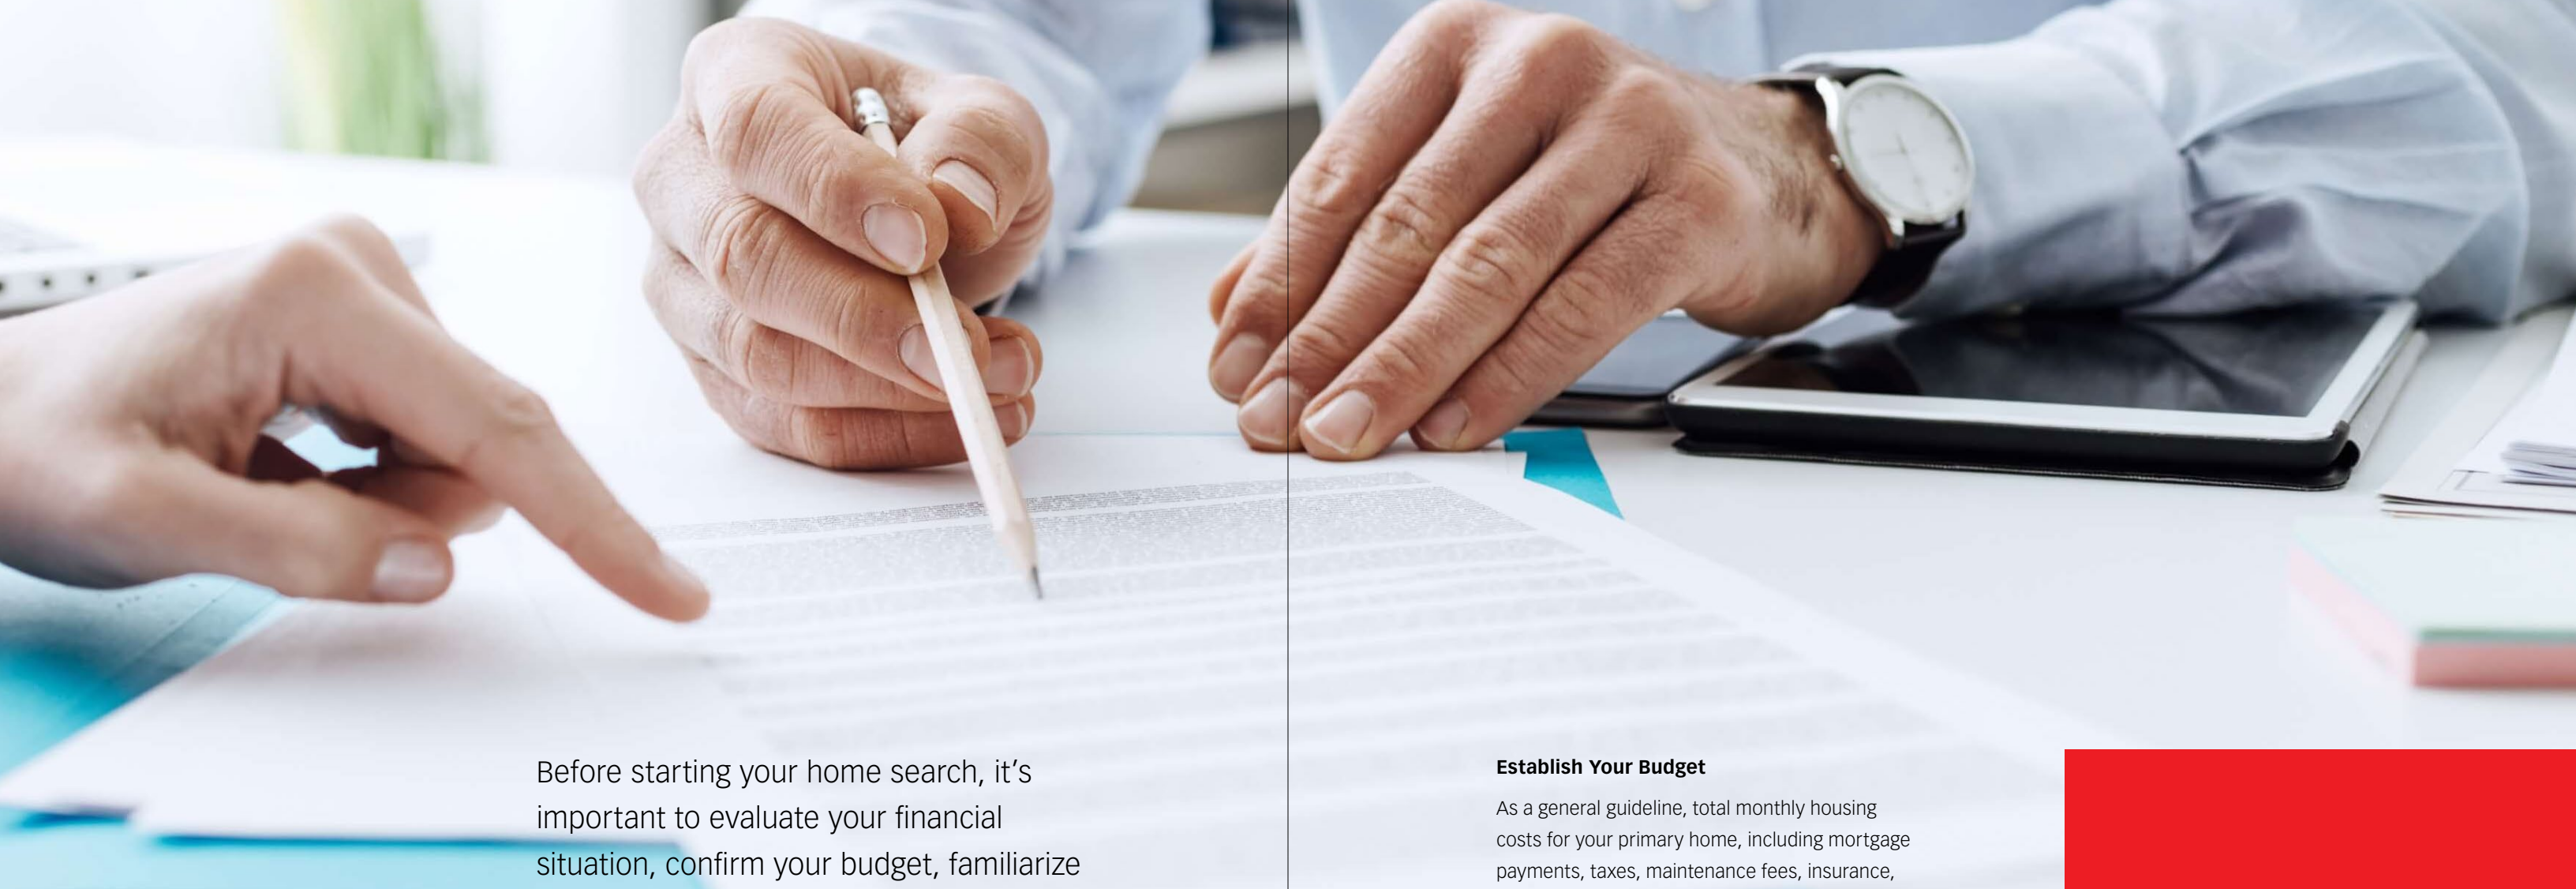 Before starting your home search, it’s
important to evaluate your financial
situation, confirm your budget, familiarize
Establish Your Budget
As a general guideline, total monthly housing
costs for your primary home, including mortgage
payments, taxes, maintenance fees, insurance,